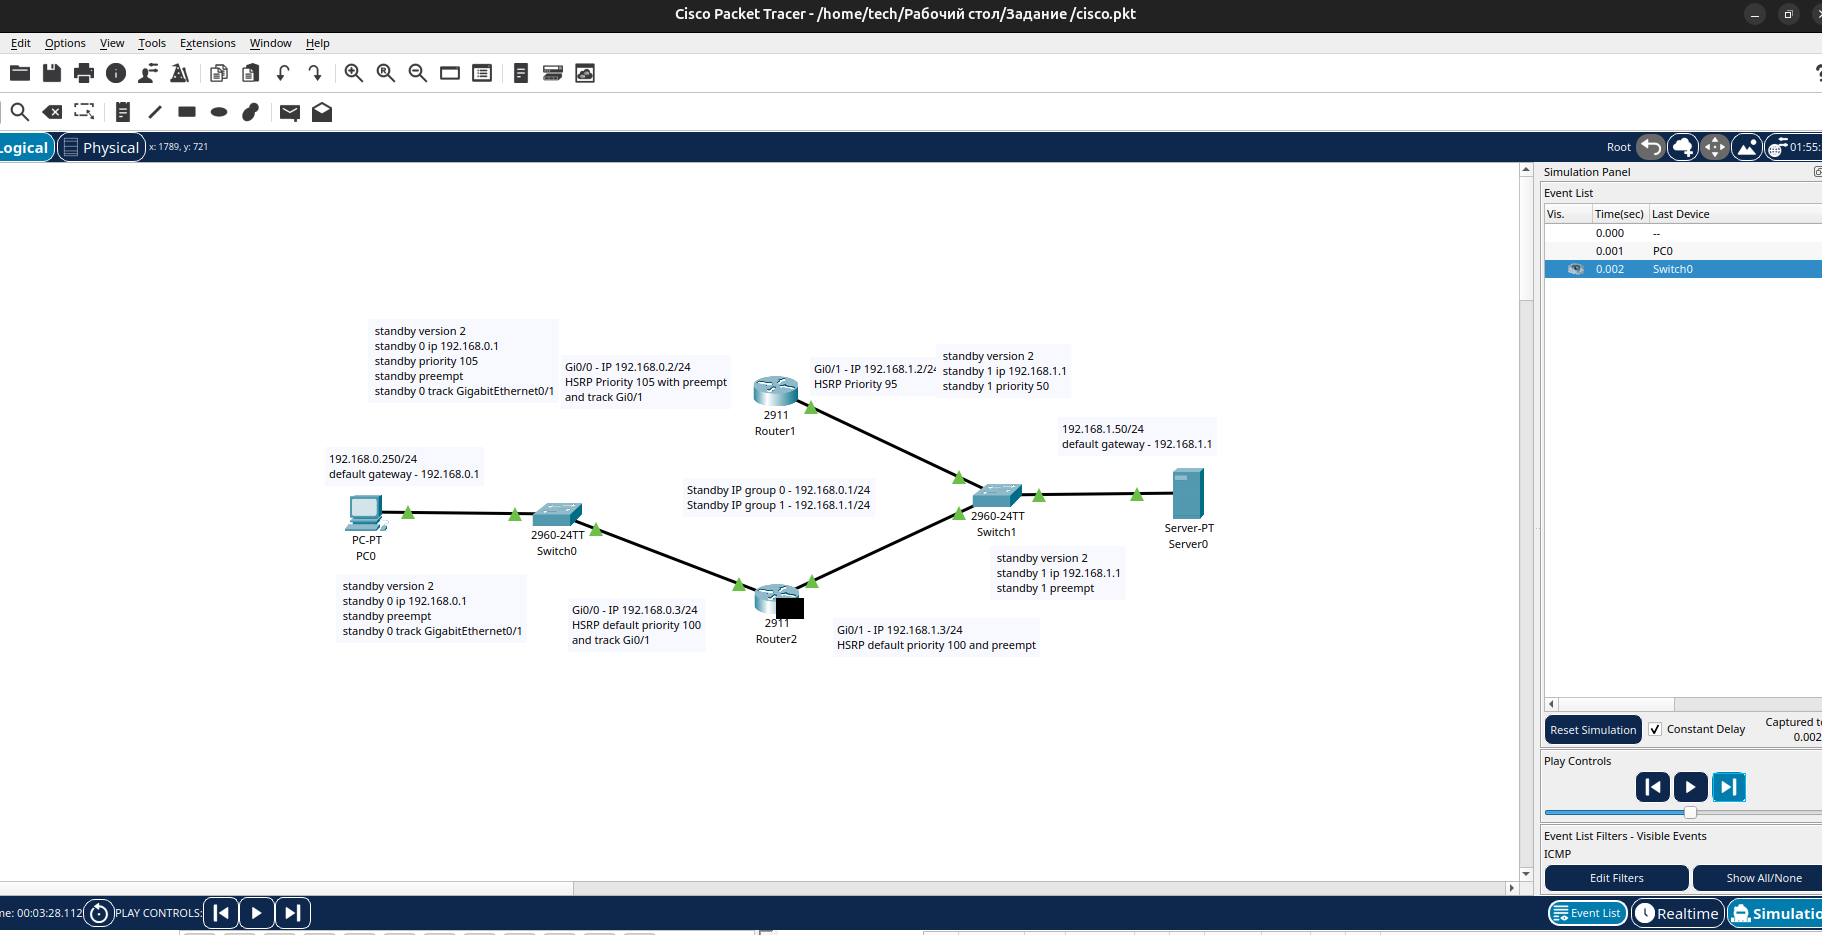 Cisco Packet Tracer - /home/tech/Рабочий стол/Задание /cisco.pkt
Edit Options View Tools Extensions Window Help
Logical Physical x: 1789, y: 721
Root
01:55:
Simulation Panel
Event List
Vis. Time(sec) Last Device
0.000 --
0.001 PC0
0.002 Switch0
standby version 2
standby 0 ip 192.168.0.1
standby priority 105
standby preempt
standby 0 track GigabitEthernet0/1
Gi0/0 - IP 192.168.0.2/24
HSRP Priority 105 with preempt
and track Gi0/1
2911
Router1
Gi0/1 - IP 192.168.1.2/24
HSRP Priority 95
standby version 2
standby 1 ip 192.168.1.1
standby 1 priority 50
192.168.1.50/24
default gateway - 192.168.1.1
192.168.0.250/24
default gateway - 192.168.0.1
PC-PT
PC0
2960-24TT
Switch0
Standby IP group 0 - 192.168.0.1/24
Standby IP group 1 - 192.168.1.1/24
2960-24TT
Switch1
Server-PT
Server0
standby version 2
standby 1 ip 192.168.1.1
standby 1 preempt
standby version 2
standby 0 ip 192.168.0.1
standby preempt
standby 0 track GigabitEthernet0/1
Gi0/0 - IP 192.168.0.3/24
HSRP default priority 100
and track Gi0/1
2911
Router2
Gi0/1 - IP 192.168.1.3/24
HSRP default priority 100 and preempt
Reset Simulation
Constant Delay
Captured to
0.002
Play Controls
Event List Filters - Visible Events
ICMP
Edit Filters
Show All/None
me: 00:03:28.112
PLAY CONTROLS:
Event List
Realtime
Simulatio